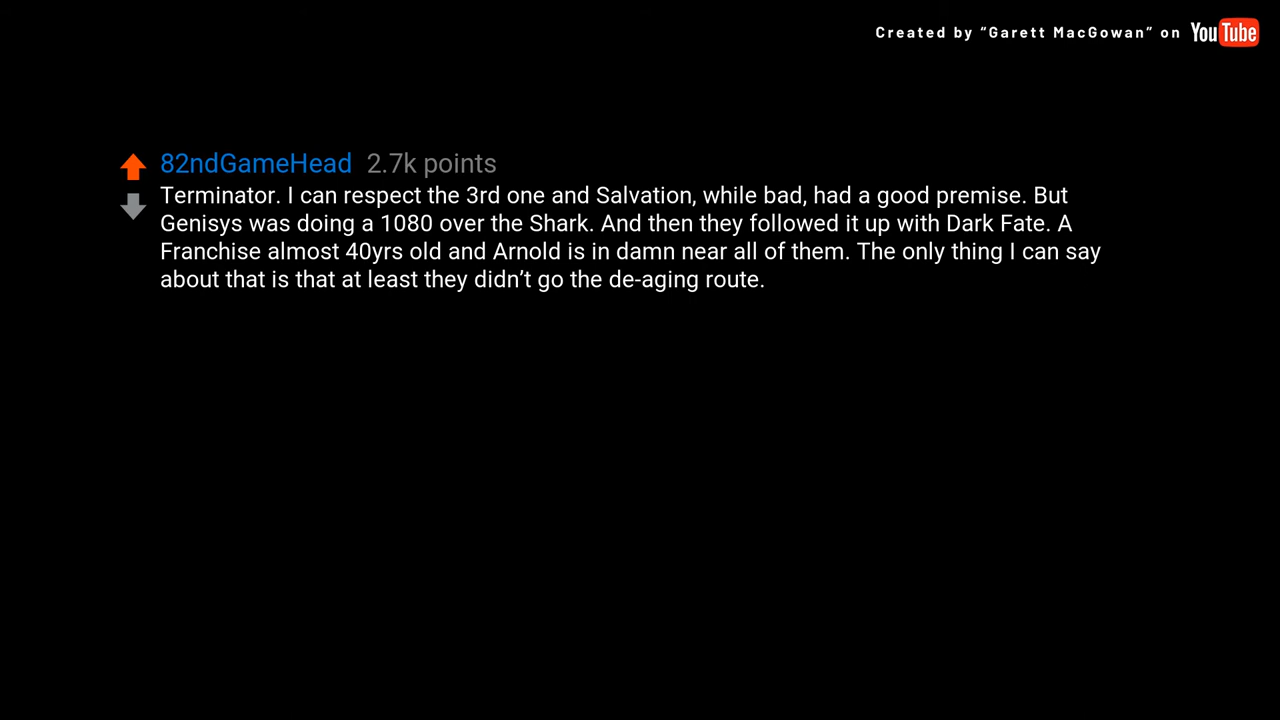 Created by “Garett MacGowan” on YouTube
82ndGameHead 2.7k points
Terminator. I can respect the 3rd one and Salvation, while bad, had a good premise. But
Genisys was doing a 1080 over the Shark. And then they followed it up with Dark Fate. A
Franchise almost 40yrs old and Arnold is in damn near all of them. The only thing I can say
about that is that at least they didn’t go the de-aging route.